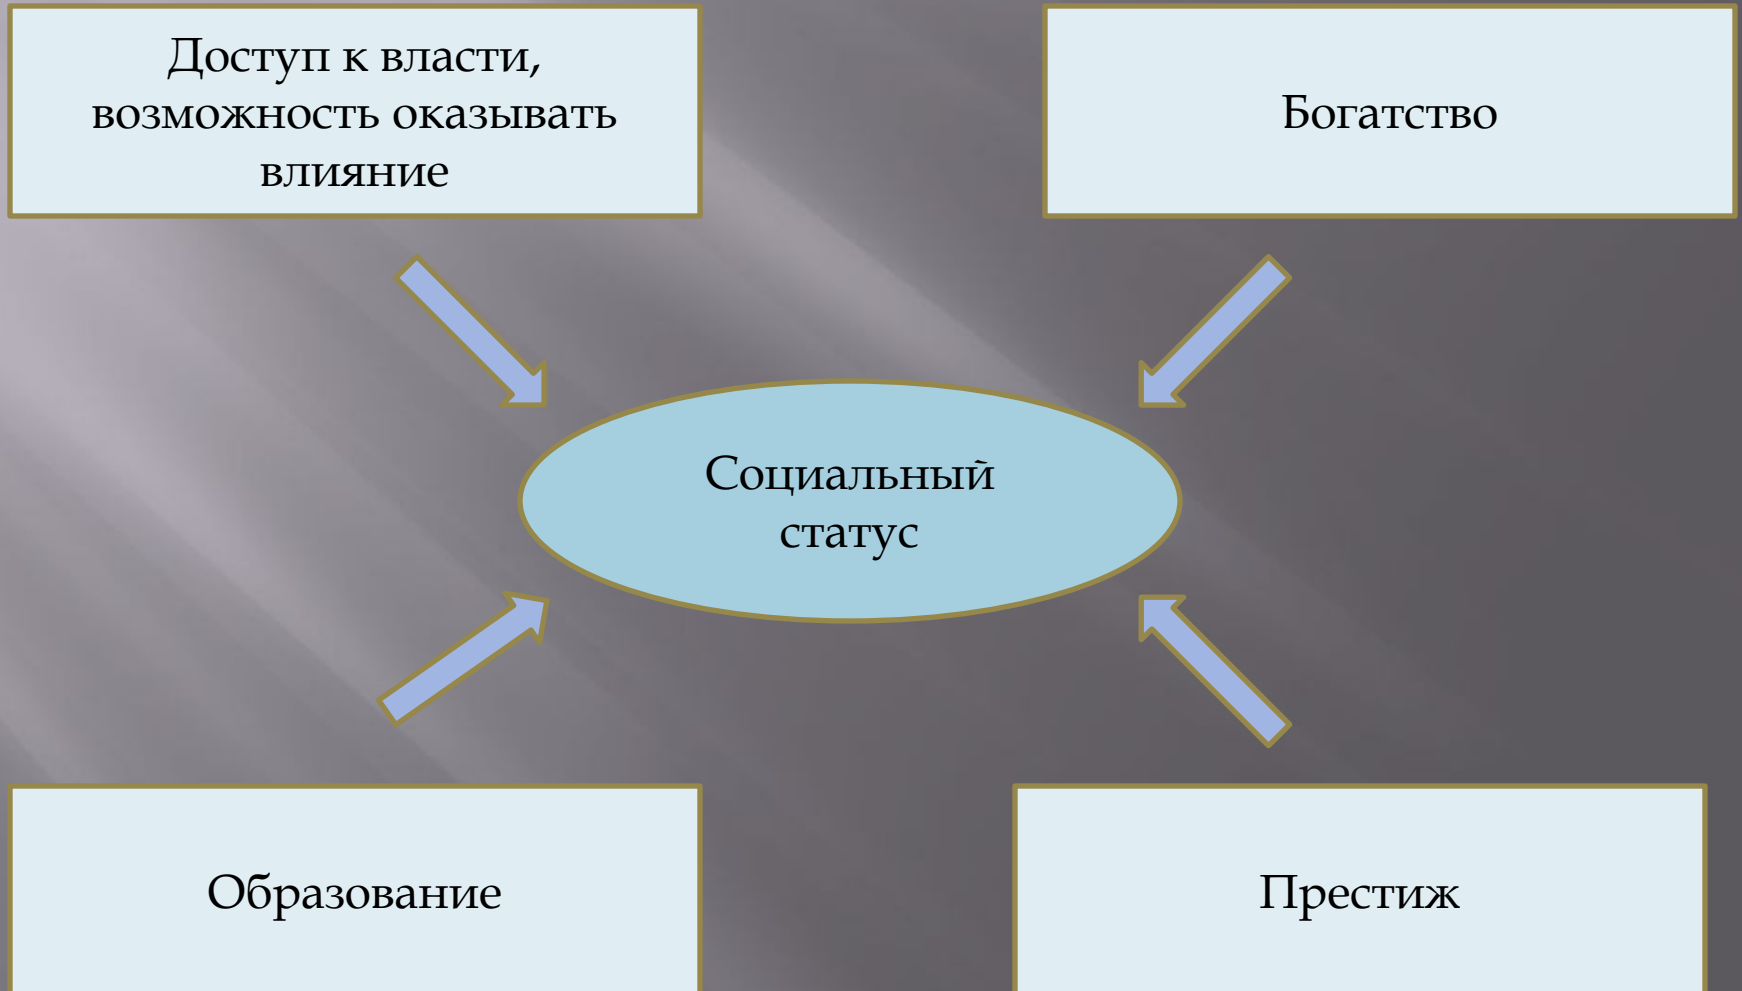 Доступ к власти,
возможность оказывать
влияние
Богатство
Социальный
статус
Образование
Престиж